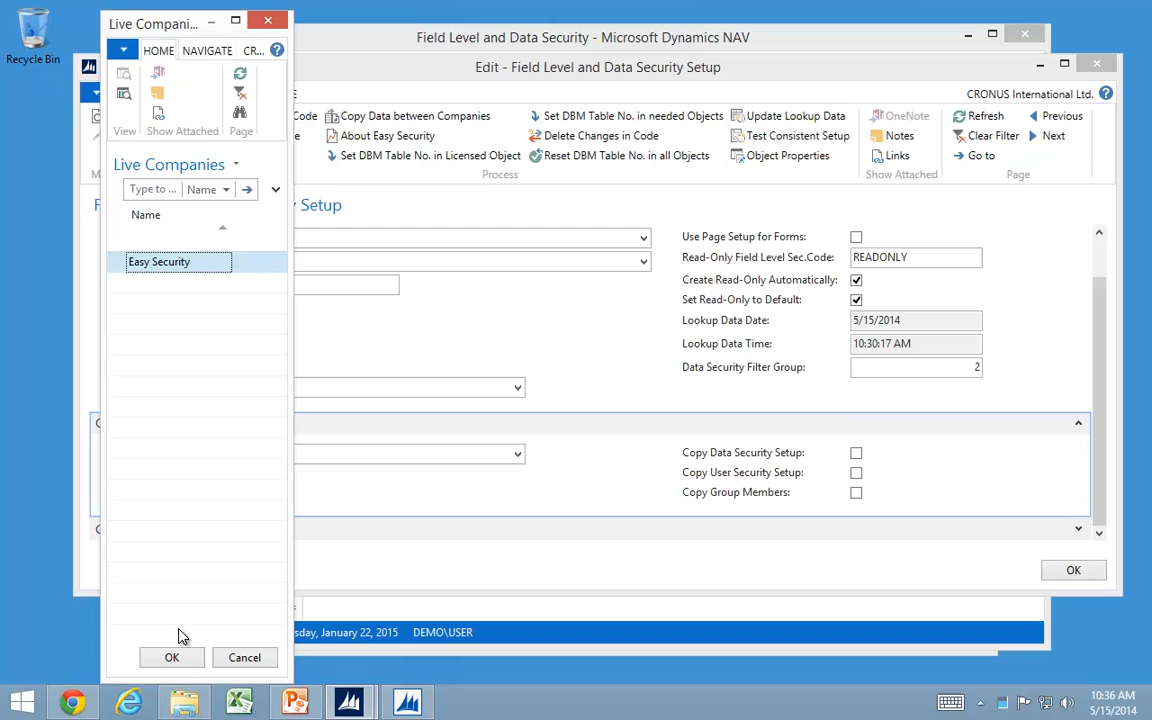 Recycle Bin
Live Compani...
HOME
NAVIGATE
CR...
View
Show Attached
Page
Live Companies
Type to ...
Name
Name
Easy Security
OK
Cancel
Field Level and Data Security - Microsoft Dynamics NAV
Edit - Field Level and Data Security Setup
CRONUS International Ltd.
Code
Copy Data between Companies
Set DBM Table No. in needed Objects
Update Lookup Data
OneNote
Refresh
Previous
About Easy Security
Delete Changes in Code
Test Consistent Setup
Notes
Clear Filter
Next
Set DBM Table No. in Licensed Object
Reset DBM Table No. in all Objects
Object Properties
Links
Go to
Process
Show Attached
Page
Setup
Use Page Setup for Forms:
Read-Only Field Level Sec.Code:
READONLY
Create Read-Only Automatically:
Set Read-Only to Default:
Lookup Data Date:
5/15/2014
Lookup Data Time:
10:30:17 AM
Data Security Filter Group:
2
Copy Data Security Setup:
Copy User Security Setup:
Copy Group Members:
OK
sday, January 22, 2015
DEMO\USER
10:36 AM
5/15/2014